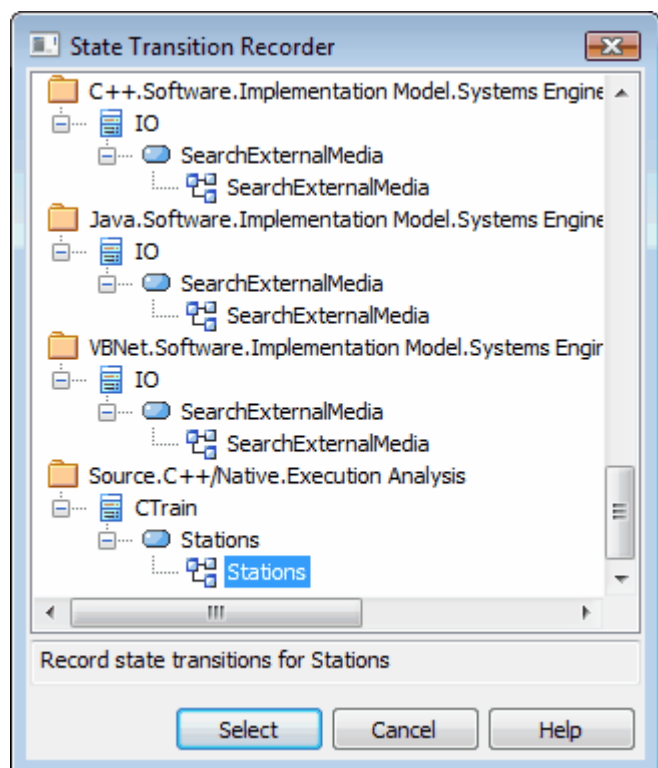 State Transition Recorder
C++.Software.Implementation Model.Systems Engine
IO
SearchExternalMedia
SearchExternalMedia
Java.Software.Implementation Model.Systems Engine
IO
SearchExternalMedia
SearchExternalMedia
VBNet.Software.Implementation Model.Systems Engir
IO
SearchExternalMedia
SearchExternalMedia
Source.C++/Native.Execution Analysis
CTrain
Stations
Stations
Record state transitions for Stations
Select Cancel Help